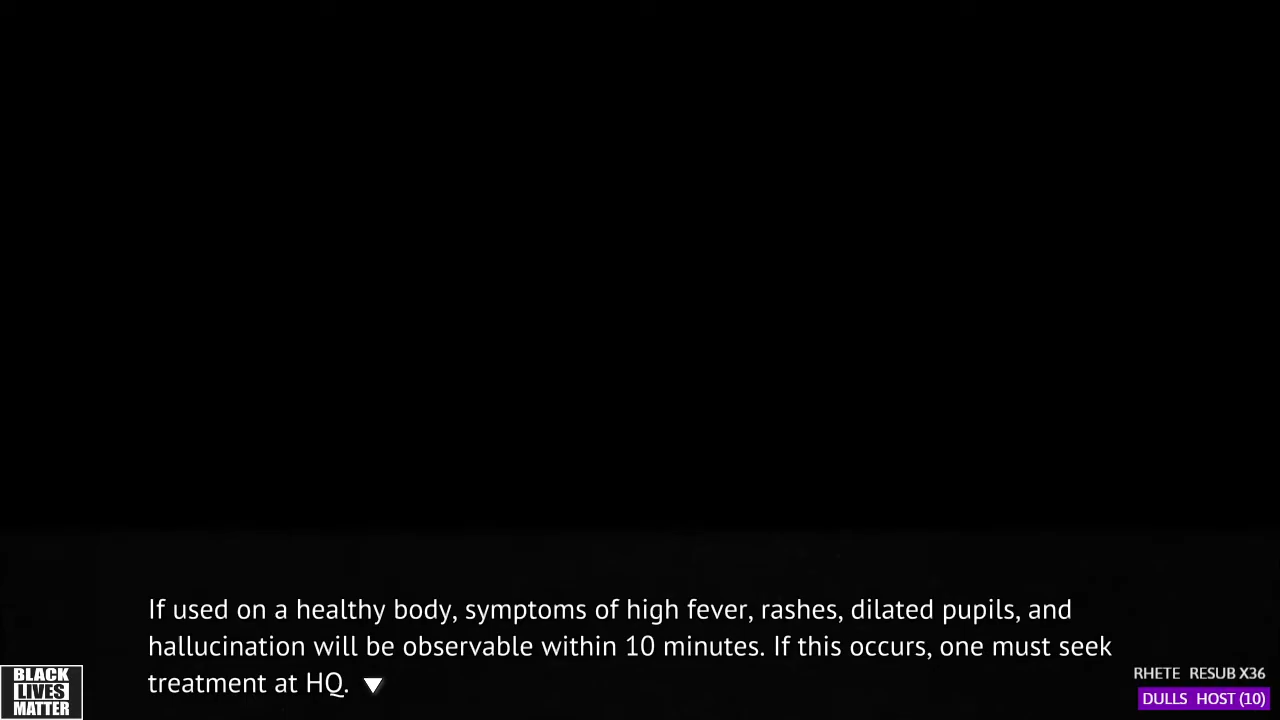 If used on a healthy body, symptoms of high fever, rashes, dilated pupils, and
hallucination will be observable within 10 minutes. If this occurs, one must seek
treatment at HQ.
BLACK
LIVES
MATTER
RHETE RESUB X36
DULLS HOST (10)